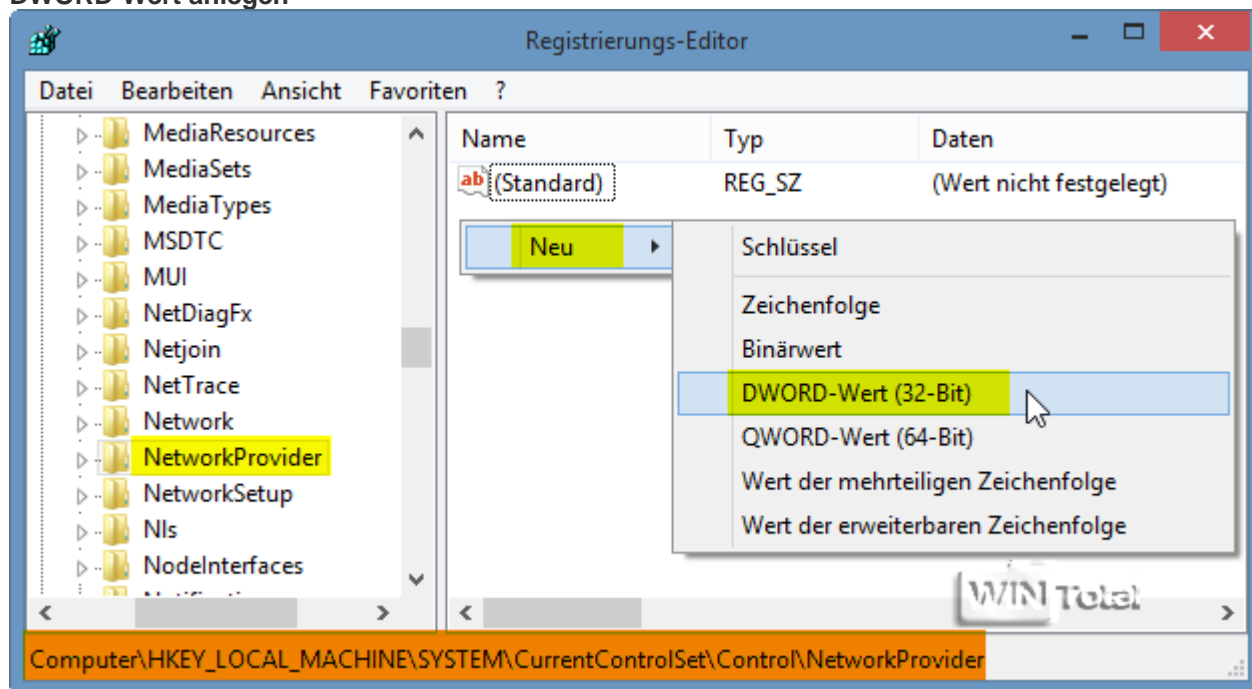 DWORD-Wert anlegen
Registrierungs-Editor
Datei Bearbeiten Ansicht Favoriten ?
MediaResources
MediaSets
MediaTypes
MSDTC
MUI
NetDiagFx
Netjoin
NetTrace
Network
NetworkProvider
NetworkSetup
Nls
NodeInterfaces
Name Typ Daten
ab (Standard) REG_SZ (Wert nicht festgelegt)
Neu
Schlüssel
Zeichenfolge
Binärwert
DWORD-Wert (32-Bit)
QWORD-Wert (64-Bit)
Wert der mehrteiligen Zeichenfolge
Wert der erweiterbaren Zeichenfolge
WIN Total
Computer\HKEY_LOCAL_MACHINE\SYSTEM\CurrentControlSet\Control\NetworkProvider